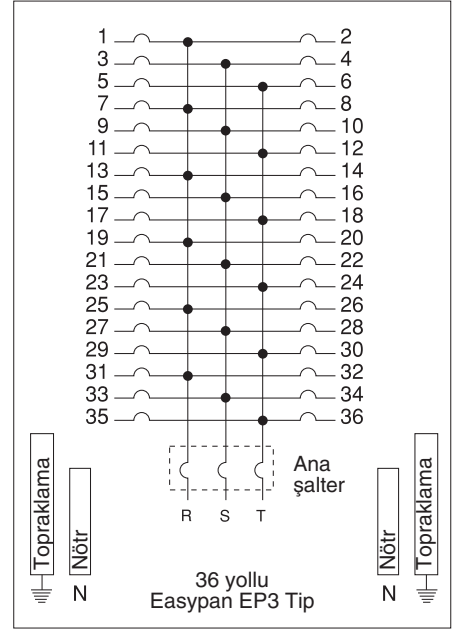 1 2
3 4
5 6
7 8
9 10
11 12
13 14
15 16
17 18
19 20
21 22
23 24
25 26
27 28
29 30
31 32
33 34
35 36
Ana
şalter
R S T
Topraklama
Nötr
N
Nötr
N
Topraklama
36 yollu
Easypan EP3 Tip